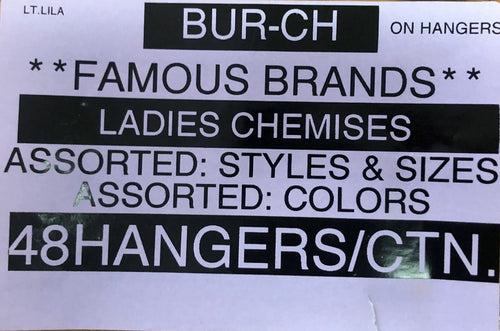 LT.LILA
BUR-CH
ON HANGERS
**FAMOUS BRANDS**
LADIES CHEMISES
ASSORTED: STYLES & SIZES
ASSORTED: COLORS
48HANGERS/CTN.